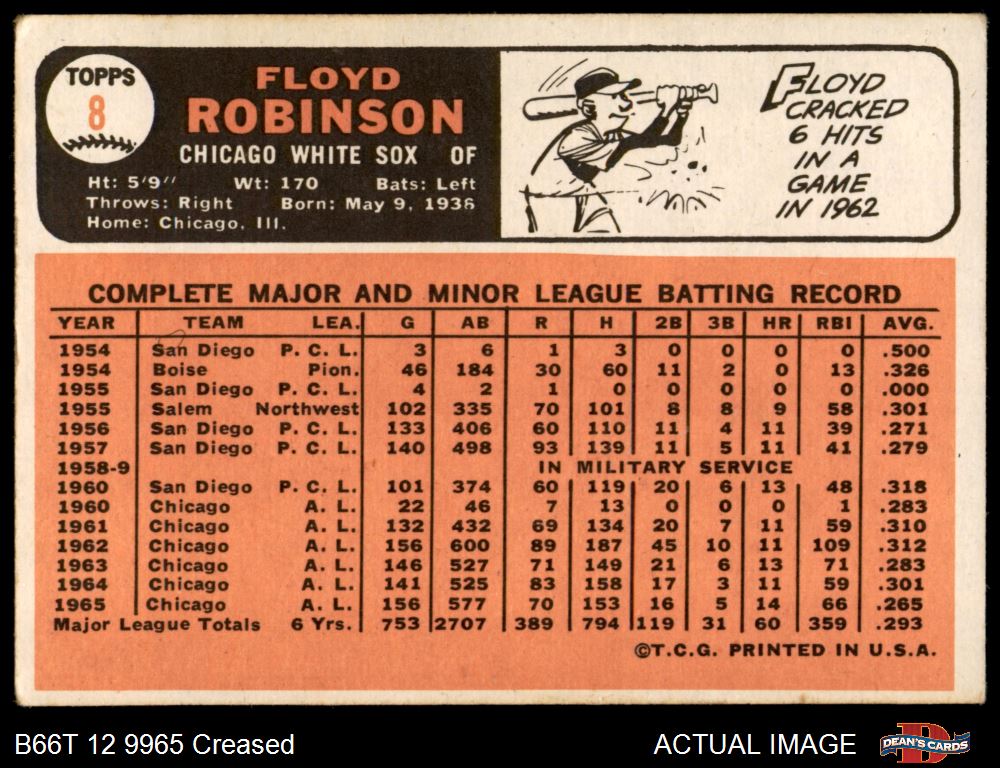 TOPPS
8
FLOYD
ROBINSON
CHICAGO WHITE SOX OF
Ht: 5'9" Wt: 170 Bats: Left
Throws: Right Born: May 9, 1936
Home: Chicago, Ill.
FLOYD
CRACKED
6 HITS
IN A
GAME
IN 1962
COMPLETE MAJOR AND MINOR LEAGUE BATTING RECORD
YEAR TEAM LEA. G AB R H 2B 3B HR RBI AVG.
1954 San Diego P. C. L. 3 6 1 3 0 0 0 0 .500
1954 Boise Pion. 46 184 30 60 11 2 0 13 .326
1955 San Diego P. C. L. 4 2 1 0 0 0 0 0 .000
1955 Salem Northwest 102 335 70 101 8 8 9 58 .301
1956 San Diego P. C. L. 133 406 60 110 11 4 11 39 .271
1957 San Diego P. C. L. 140 498 93 139 11 5 11 41 .279
1958-9 IN MILITARY SERVICE
1960 San Diego P. C. L. 101 374 60 119 20 6 13 48 .318
1960 Chicago A. L. 22 46 7 13 0 0 0 1 .283
1961 Chicago A. L. 132 432 69 134 20 7 11 59 .310
1962 Chicago A. L. 156 600 89 187 45 10 11 109 .312
1963 Chicago A. L. 146 527 71 149 21 6 13 71 .283
1964 Chicago A. L. 141 525 83 158 17 3 11 59 .301
1965 Chicago A. L. 156 577 70 153 16 5 14 66 .265
Major League Totals 6 Yrs. 753 2707 389 794 119 31 60 359 .293
©T.C.G. PRINTED IN U.S.A.
B66T 12 9965 Creased
ACTUAL IMAGE
DEAN'S CARDS